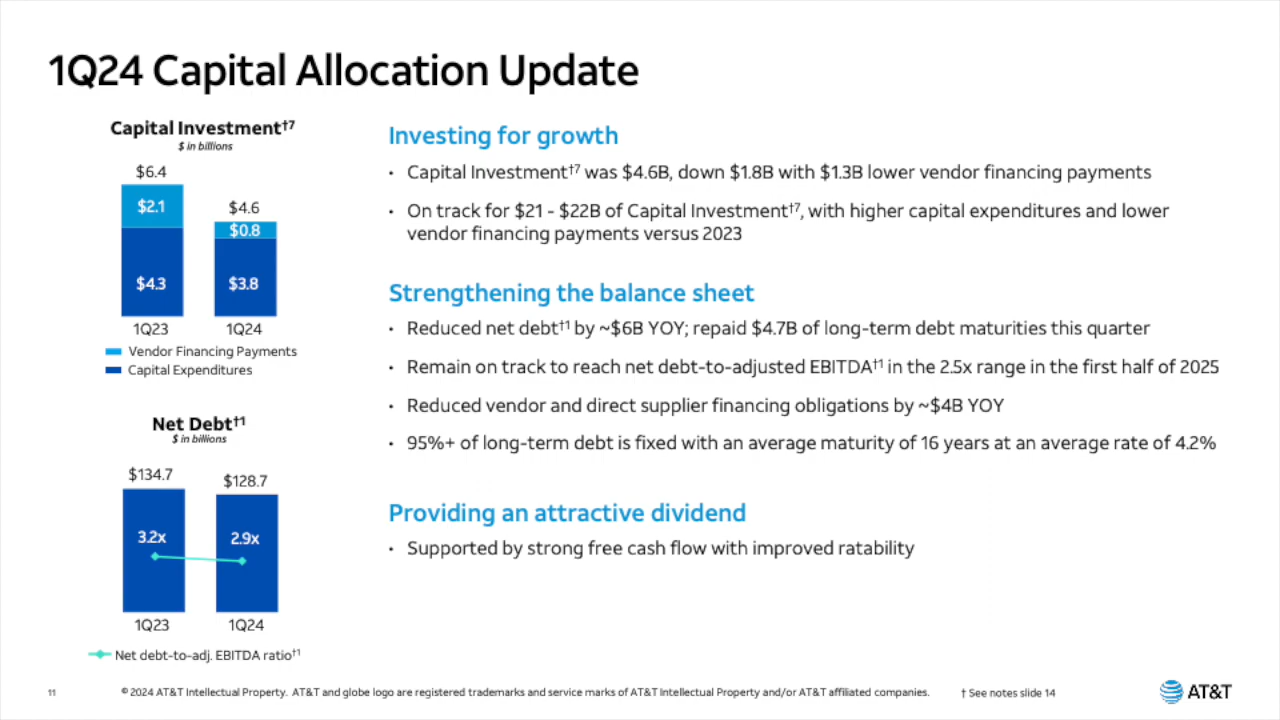 1Q24 Capital Allocation Update
Capital Investment†7
$ in billions
$6.4
$2.1
$4.6
$0.8
$4.3
$3.8
1Q23
1Q24
Vendor Financing Payments
Capital Expenditures
Net Debt†1
$ in billions
$134.7
$128.7
3.2x
2.9x
1Q23
1Q24
Net debt-to-adj. EBITDA ratio†1
Investing for growth
• Capital Investment†7 was $4.6B, down $1.8B with $1.3B lower vendor financing payments
• On track for $21 - $22B of Capital Investment†7, with higher capital expenditures and lower
vendor financing payments versus 2023
Strengthening the balance sheet
• Reduced net debt†1 by ~$6B YOY; repaid $4.7B of long-term debt maturities this quarter
• Remain on track to reach net debt-to-adjusted EBITDA†1 in the 2.5x range in the first half of 2025
• Reduced vendor and direct supplier financing obligations by ~$4B YOY
• 95%+ of long-term debt is fixed with an average maturity of 16 years at an average rate of 4.2%
Providing an attractive dividend
• Supported by strong free cash flow with improved ratability
11
© 2024 AT&T Intellectual Property. AT&T and globe logo are registered trademarks and service marks of AT&T Intellectual Property and/or AT&T affiliated companies.
† See notes slide 14
AT&T